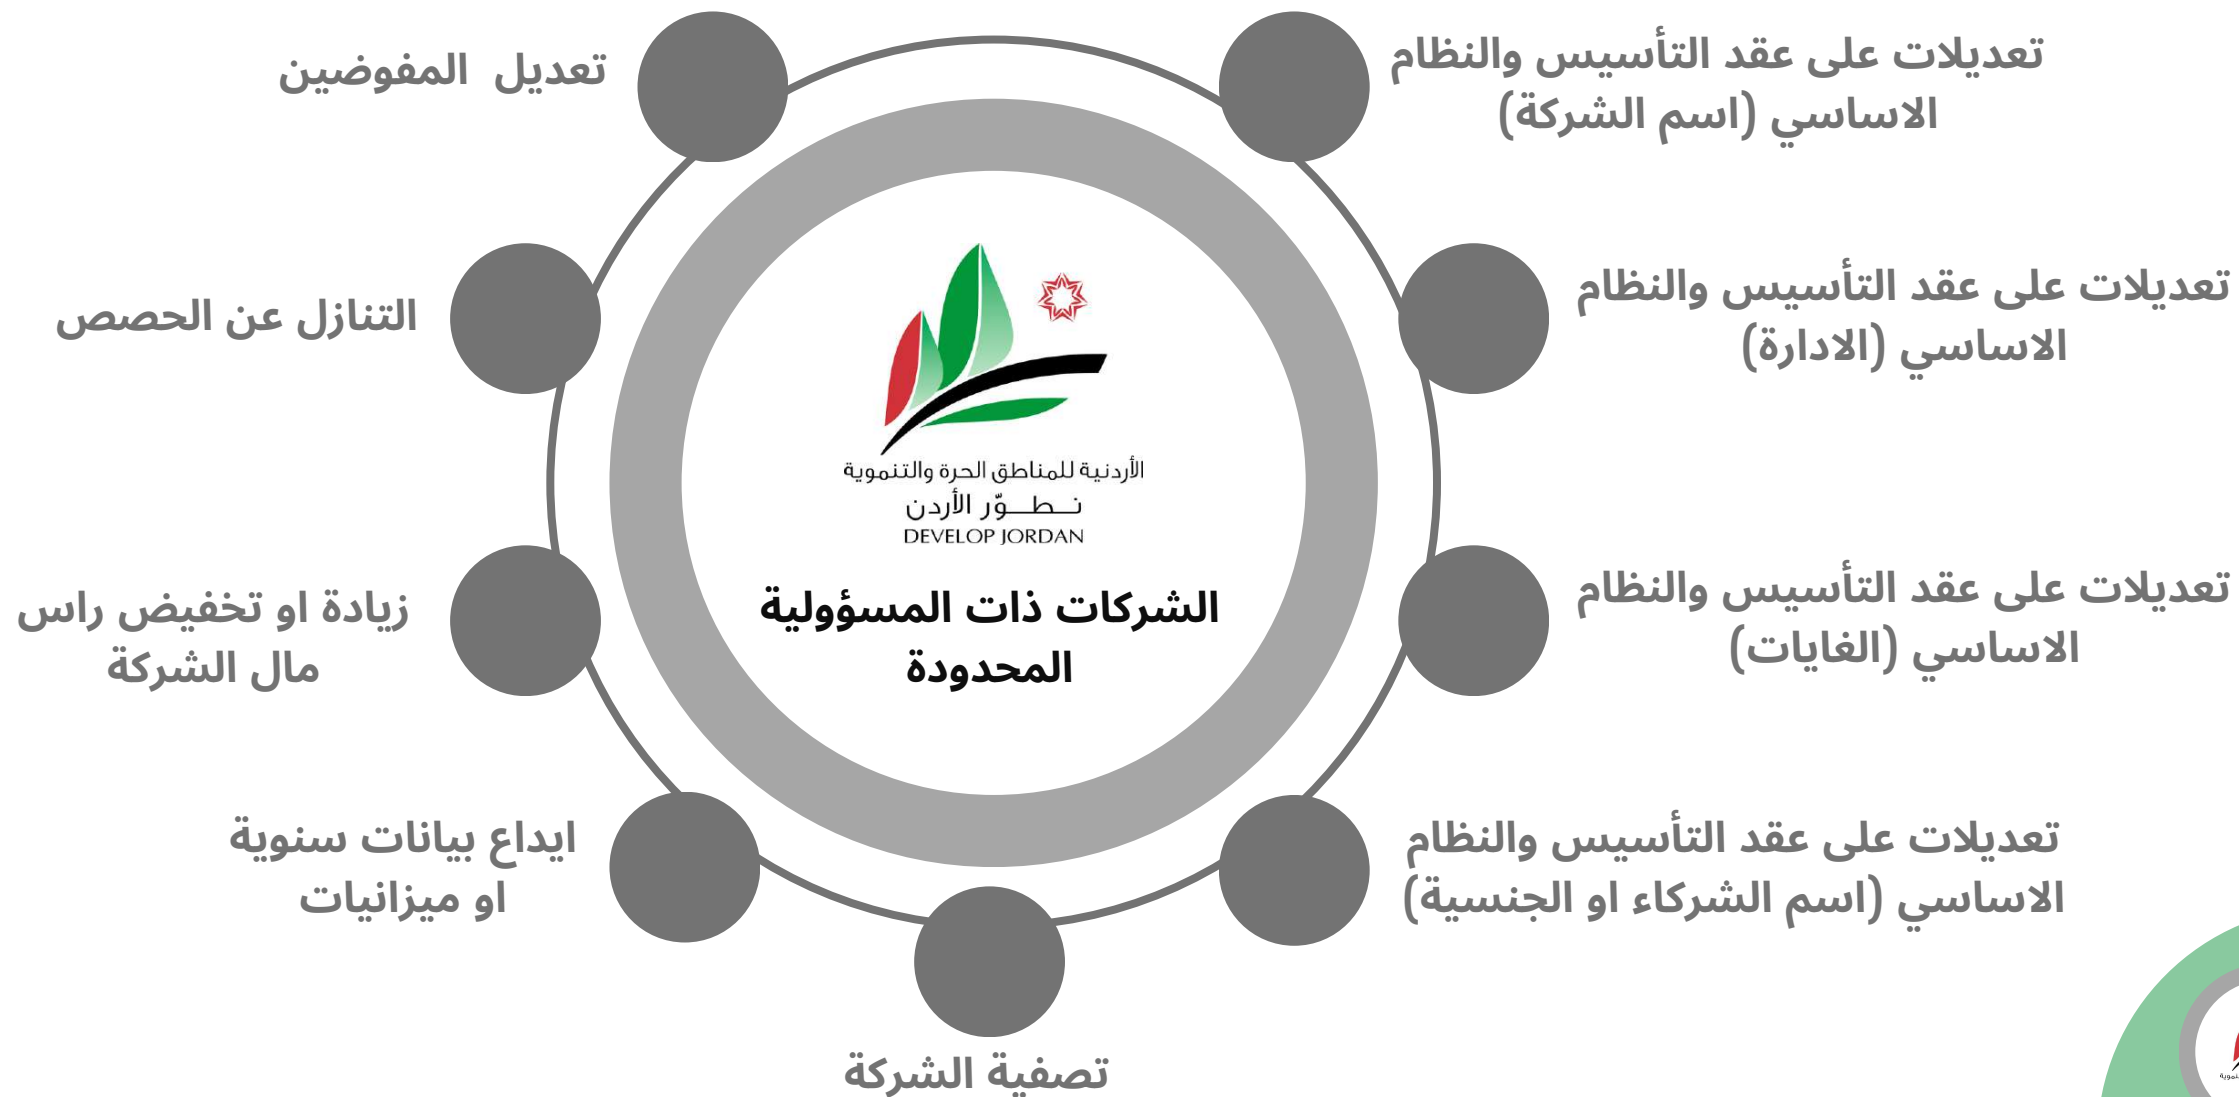 تعديلات على عقد التأسيس والنظام
الاساسي (اسم الشركة)
تعديل المفوضين
تعديلات على عقد التأسيس والنظام
الاساسي (الادارة)
التنازل عن الحصص
الأردنية للمناطق الحرة والتنموية
نـــطـــوّر الأردن
DEVELOP JORDAN
الشركات ذات المسؤولية
المحدودة
تعديلات على عقد التأسيس والنظام
الاساسي (الغايات)
زيادة او تخفيض راس
مال الشركة
تعديلات على عقد التأسيس والنظام
الاساسي (اسم الشركاء او الجنسية)
ايداع بيانات سنوية
او ميزانيات
تصفية الشركة